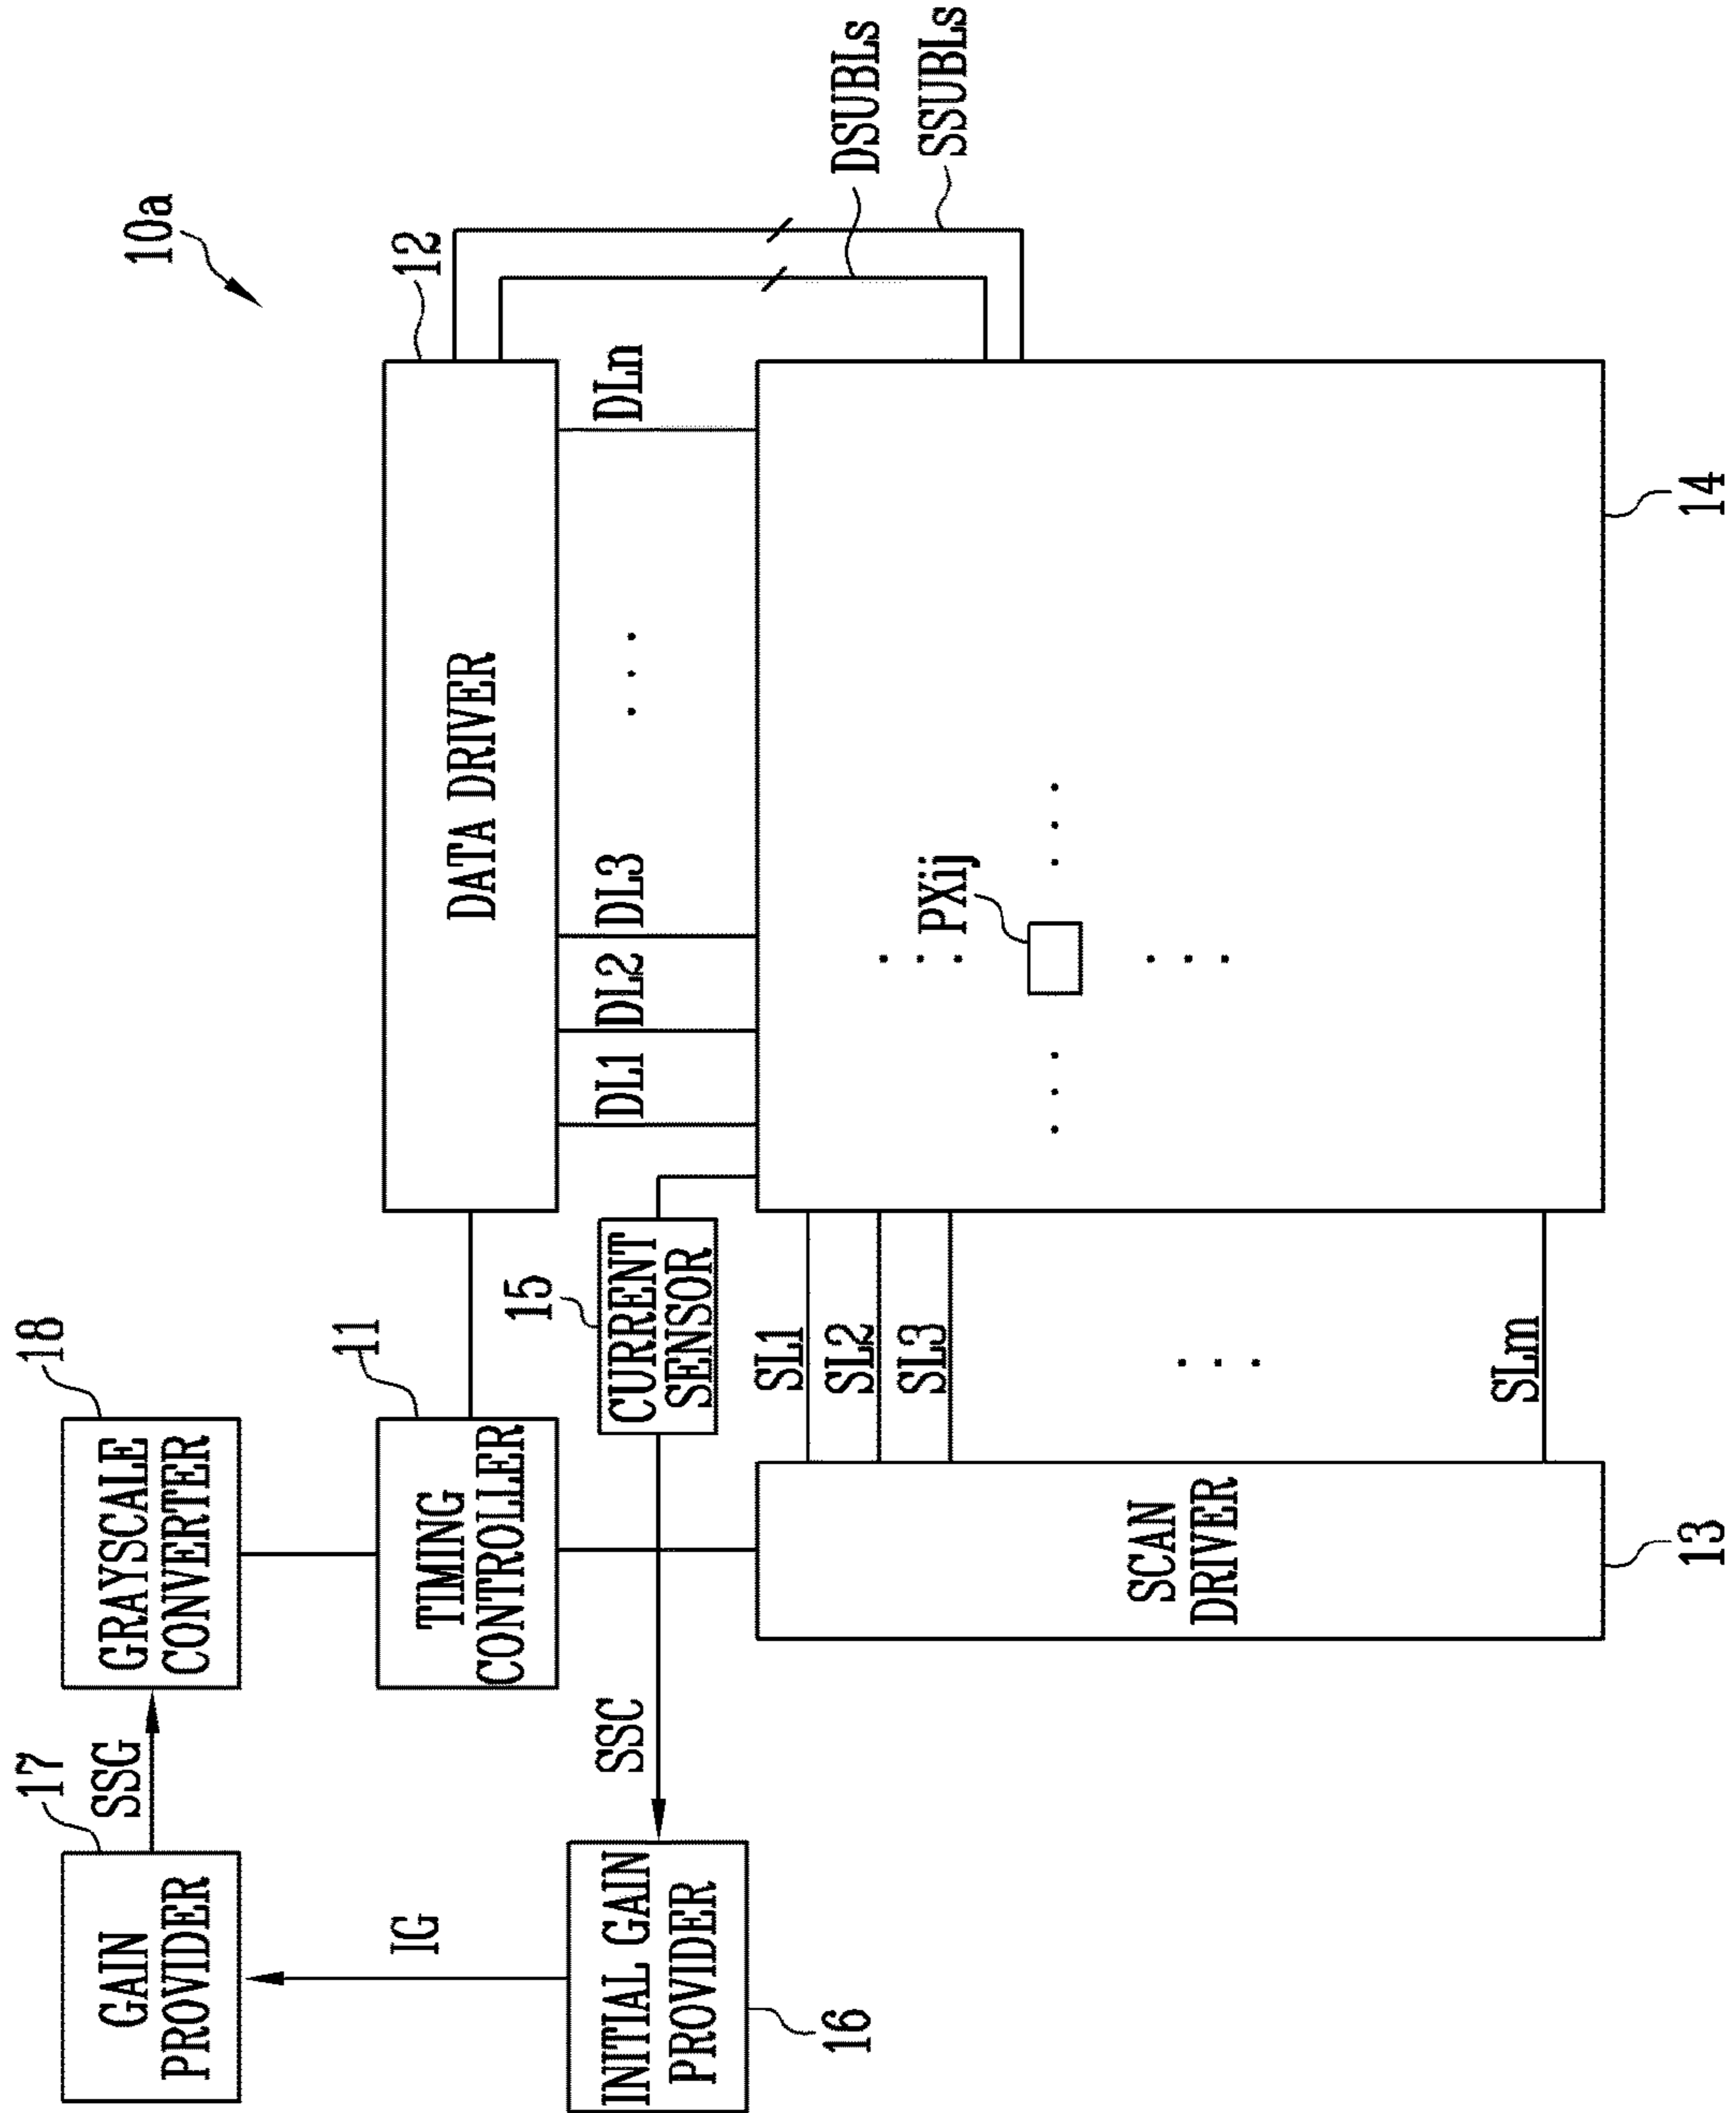 10a
17
18
GAIN
PROVIDER
SSG
GRAYSCALE
CONVERTER
IG
11
TIMING
CONTROLLER
12
DATA DRIVER
INITIAL GAIN
PROVIDER
16
SSC
15
CURRENT
SENSOR
DL1
DL2
DL3
. . .
DLn
DSUBLs
SSUBLs
SCAN
DRIVER
13
SL1
SL2
SL3
. . .
SLm
PXij
14